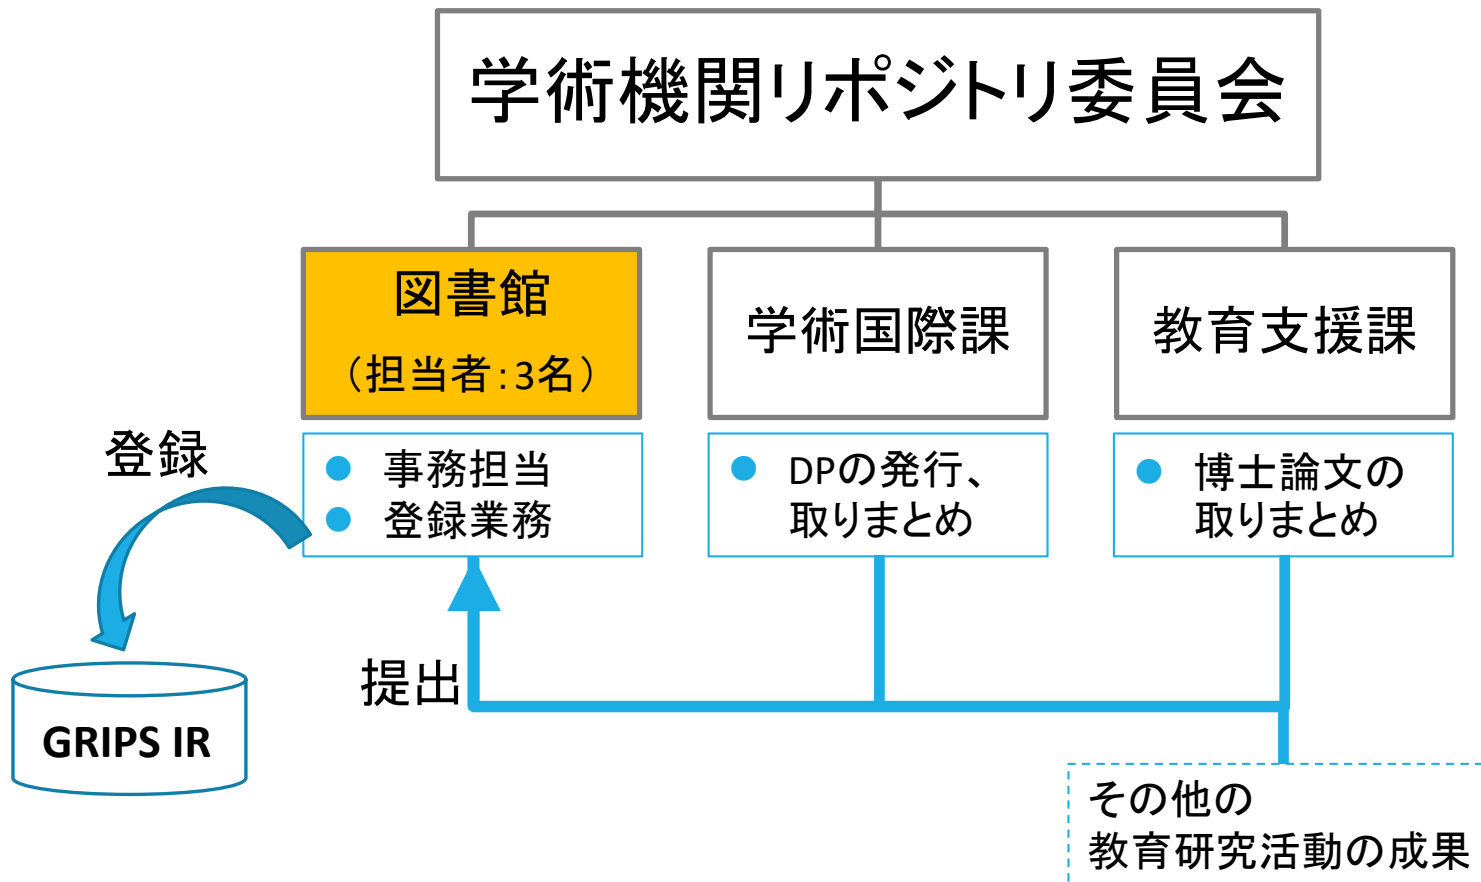 学術機関リポジトリ委員会
図書館
（担当者：3名）
学術国際課
教育支援課
登録
● 事務担当
● 登録業務
● DPの発行、
取りまとめ
● 博士論文の
取りまとめ
提出
GRIPS IR
その他の
教育研究活動の成果